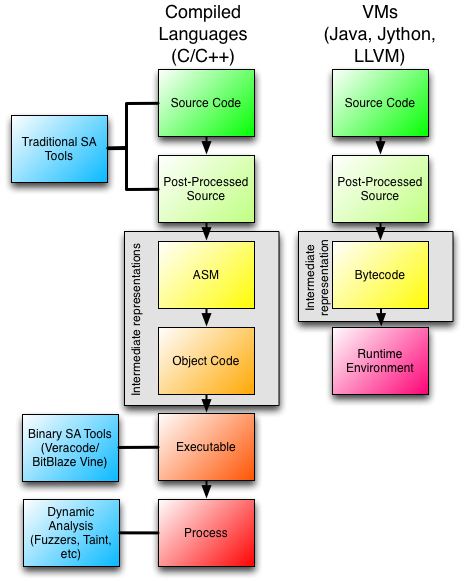 Compiled
Languages
(C/C++)
VMs
(Java, Jython,
LLVM)
Source Code
Source Code
Traditional SA
Tools
Post-Processed
Source
Post-Processed
Source
Intermediate representations
ASM
Object Code
Intermediate
representation
Bytecode
Runtime
Environment
Binary SA Tools
(Veracode/
BitBlaze Vine)
Executable
Dynamic
Analysis
(Fuzzers, Taint,
etc)
Process